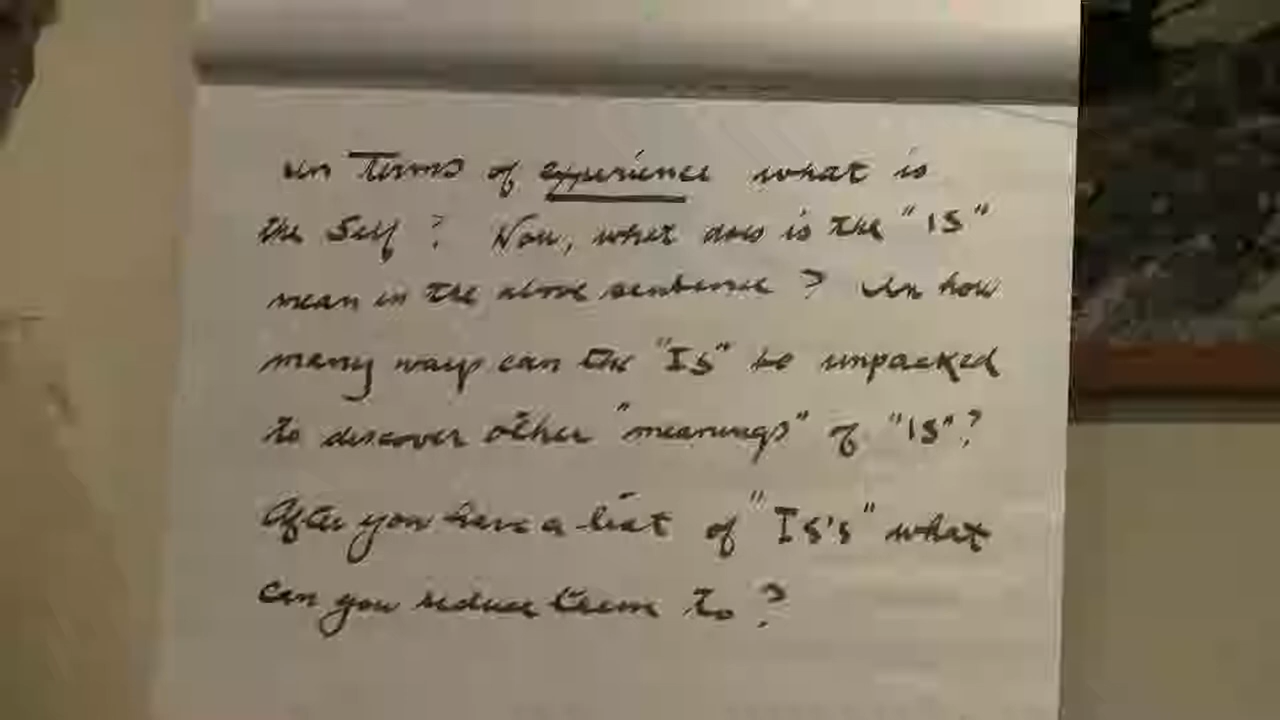 In Terms of experience what is
the Self? Now, what does is the "IS"
mean in the above sentence? In how
many ways can the "Is" be unpacked
to discover other "meanings" of "IS"?
After you have a list of "Is's" what
can you reduce them to?